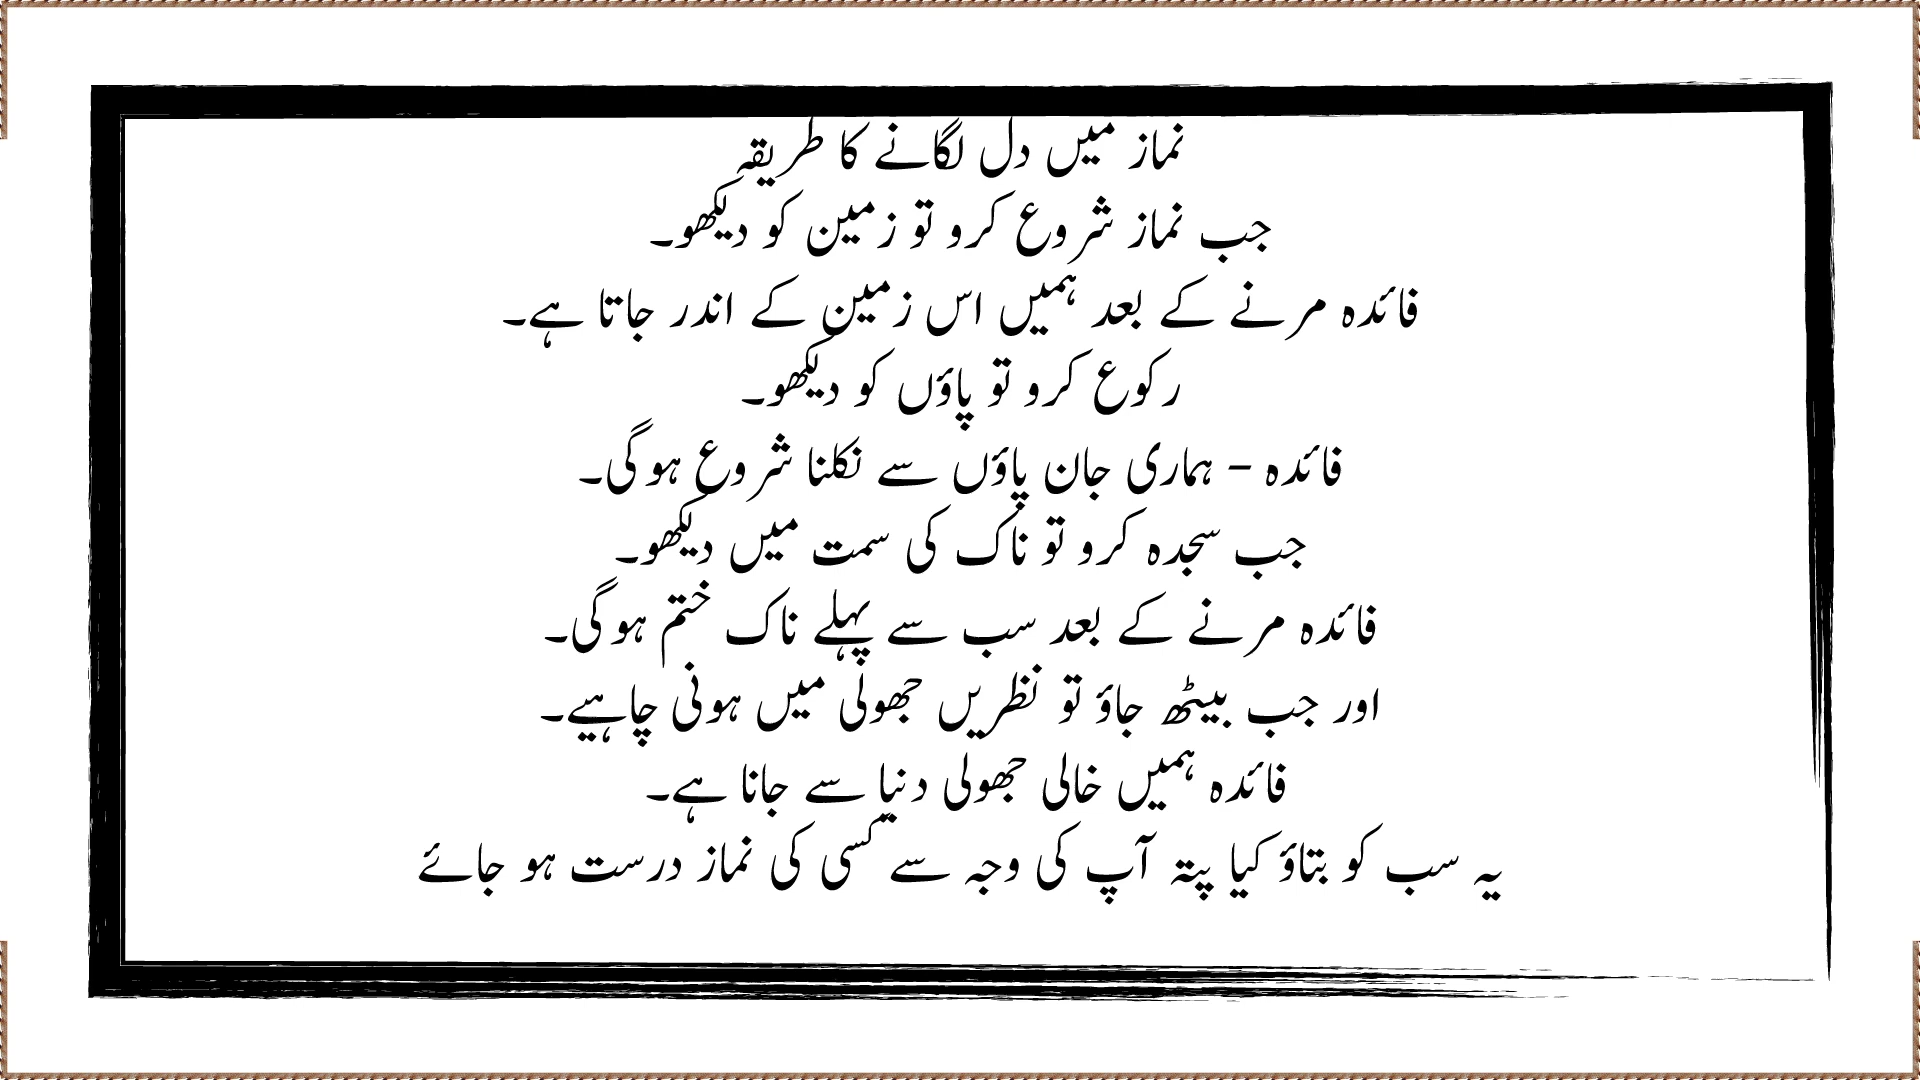 نماز میں دل لگانے کا طریقہ
جب نماز شروع کرو تو زمین کو دیکھو۔
فائدہ مرنے کے بعد ہمیں اس زمین کے اندر جاتا ہے۔
رکوع کرو تو پاؤں کو دیکھو۔
فائدہ – ہماری جان پاؤں سے نکلنا شروع ہوگی۔
جب سجدہ کرو تو ناک کی سمت میں دیکھو۔
فائدہ مرنے کے بعد سب سے پہلے ناک ختم ہوگی۔
اور جب بیٹھ جاؤ تو نظریں جھولی میں ہونی چاہیے۔
فائدہ ہمیں خالی جھولی دنیا سے جانا ہے۔
یہ سب کو بتاؤ کیا پتہ آپ کی وجہ سے کسی کی نماز درست ہو جائے